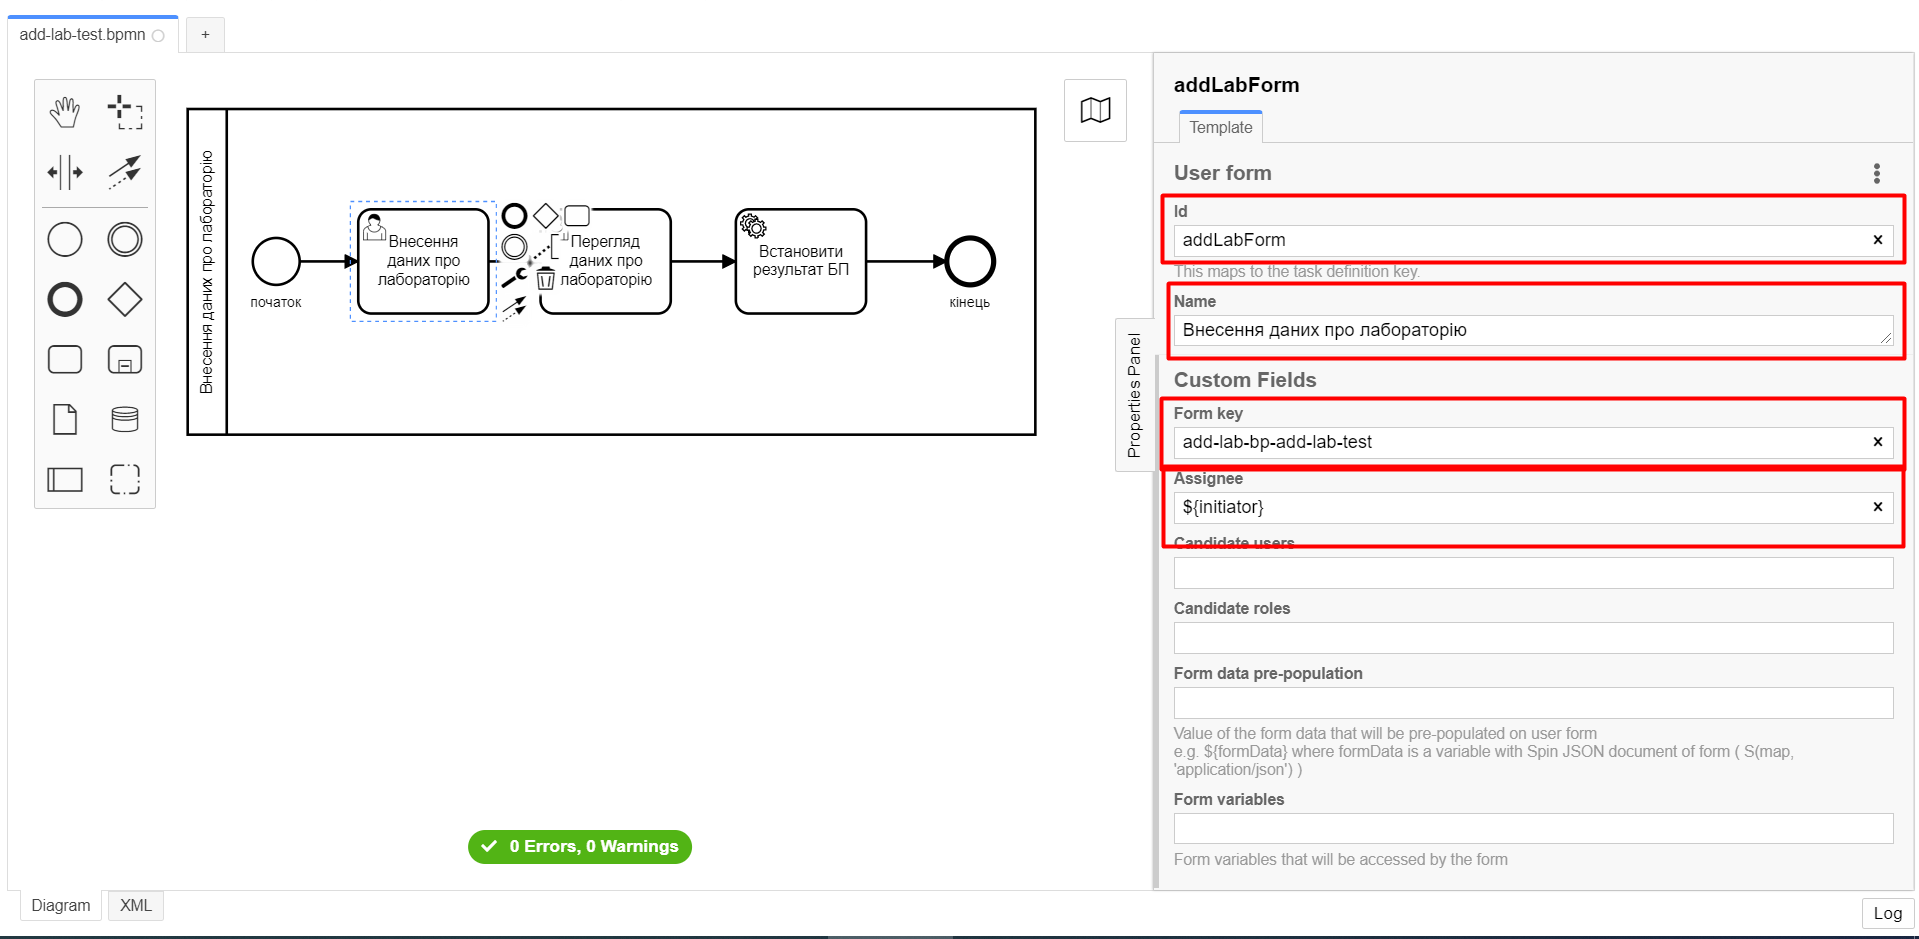 add-lab-test.bpmn
+
Внесення даних про лабораторію
початок
Внесення
даних про
лабораторію
Перегляд
даних про
лабораторію
Встановити
результат БП
кінець
0 Errors, 0 Warnings
Diagram
XML
Properties Panel
addLabForm
Template
User form
Id
addLabForm
This maps to the task definition key.
Name
Внесення даних про лабораторію
Custom Fields
Form key
add-lab-bp-add-lab-test
Assignee
${initiator}
Candidate users
Candidate roles
Form data pre-population
Value of the form data that will be pre-populated on user form
e.g. ${formData} where formData is a variable with Spin JSON document of form ( S(map,
'application/json') )
Form variables
Form variables that will be accessed by the form
Log